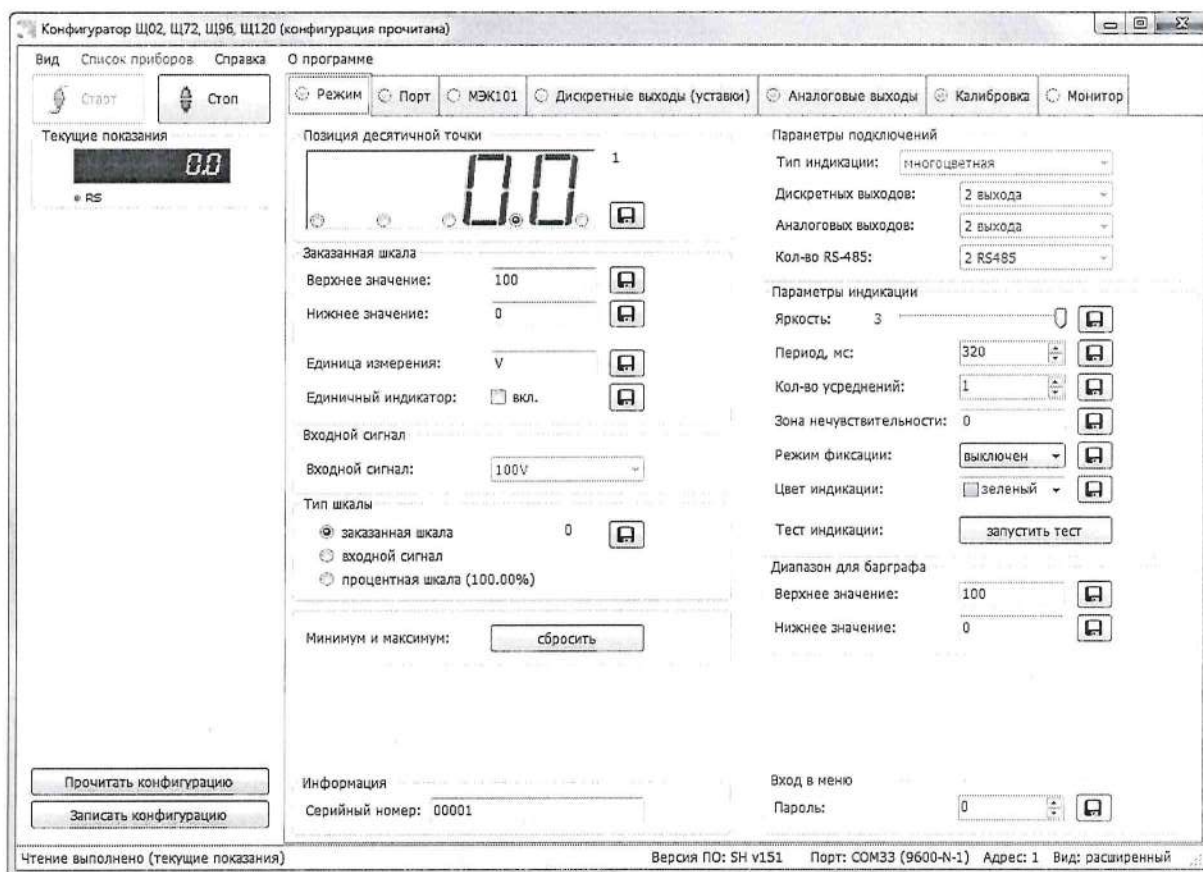 Конфигуратор Щ02, Щ72, Щ96, Щ120 (конфигурация прочитана)
Вид Список приборов Справка О программе
Старт Стоп
Режим Порт МЭК101 Дискретные выходы (уставки) Аналоговые выходы Калибровка Монитор
Текущие показания
0.0
RS
Позиция десятичной точки
0.0
1
Заказанная шкала
Верхнее значение: 100
Нижнее значение: 0
Единица измерения: V
Единичный индикатор: вкл.
Входной сигнал
Входной сигнал: 100V
Тип шкалы
заказанная шкала 0
входной сигнал
процентная шкала (100.00%)
Минимум и максимум: сбросить
Информация
Серийный номер: 00001
Параметры подключений
Тип индикации: многоцветная
Дискретных выходов: 2 выхода
Аналоговых выходов: 2 выхода
Кол-во RS-485: 2 RS485
Параметры индикации
Яркость: 3
Период, мс: 320
Кол-во усреднений: 1
Зона нечувствительности: 0
Режим фиксации: выключен
Цвет индикации: зеленый
Тест индикации: запустить тест
Диапазон для барграфа
Верхнее значение: 100
Нижнее значение: 0
Вход в меню
Пароль: 0
Прочитать конфигурацию
Записать конфигурацию
Чтение выполнено (текущие показания) Версия ПО: SH v151 Порт: COM33 (9600-N-1) Адрес: 1 Вид: расширенный